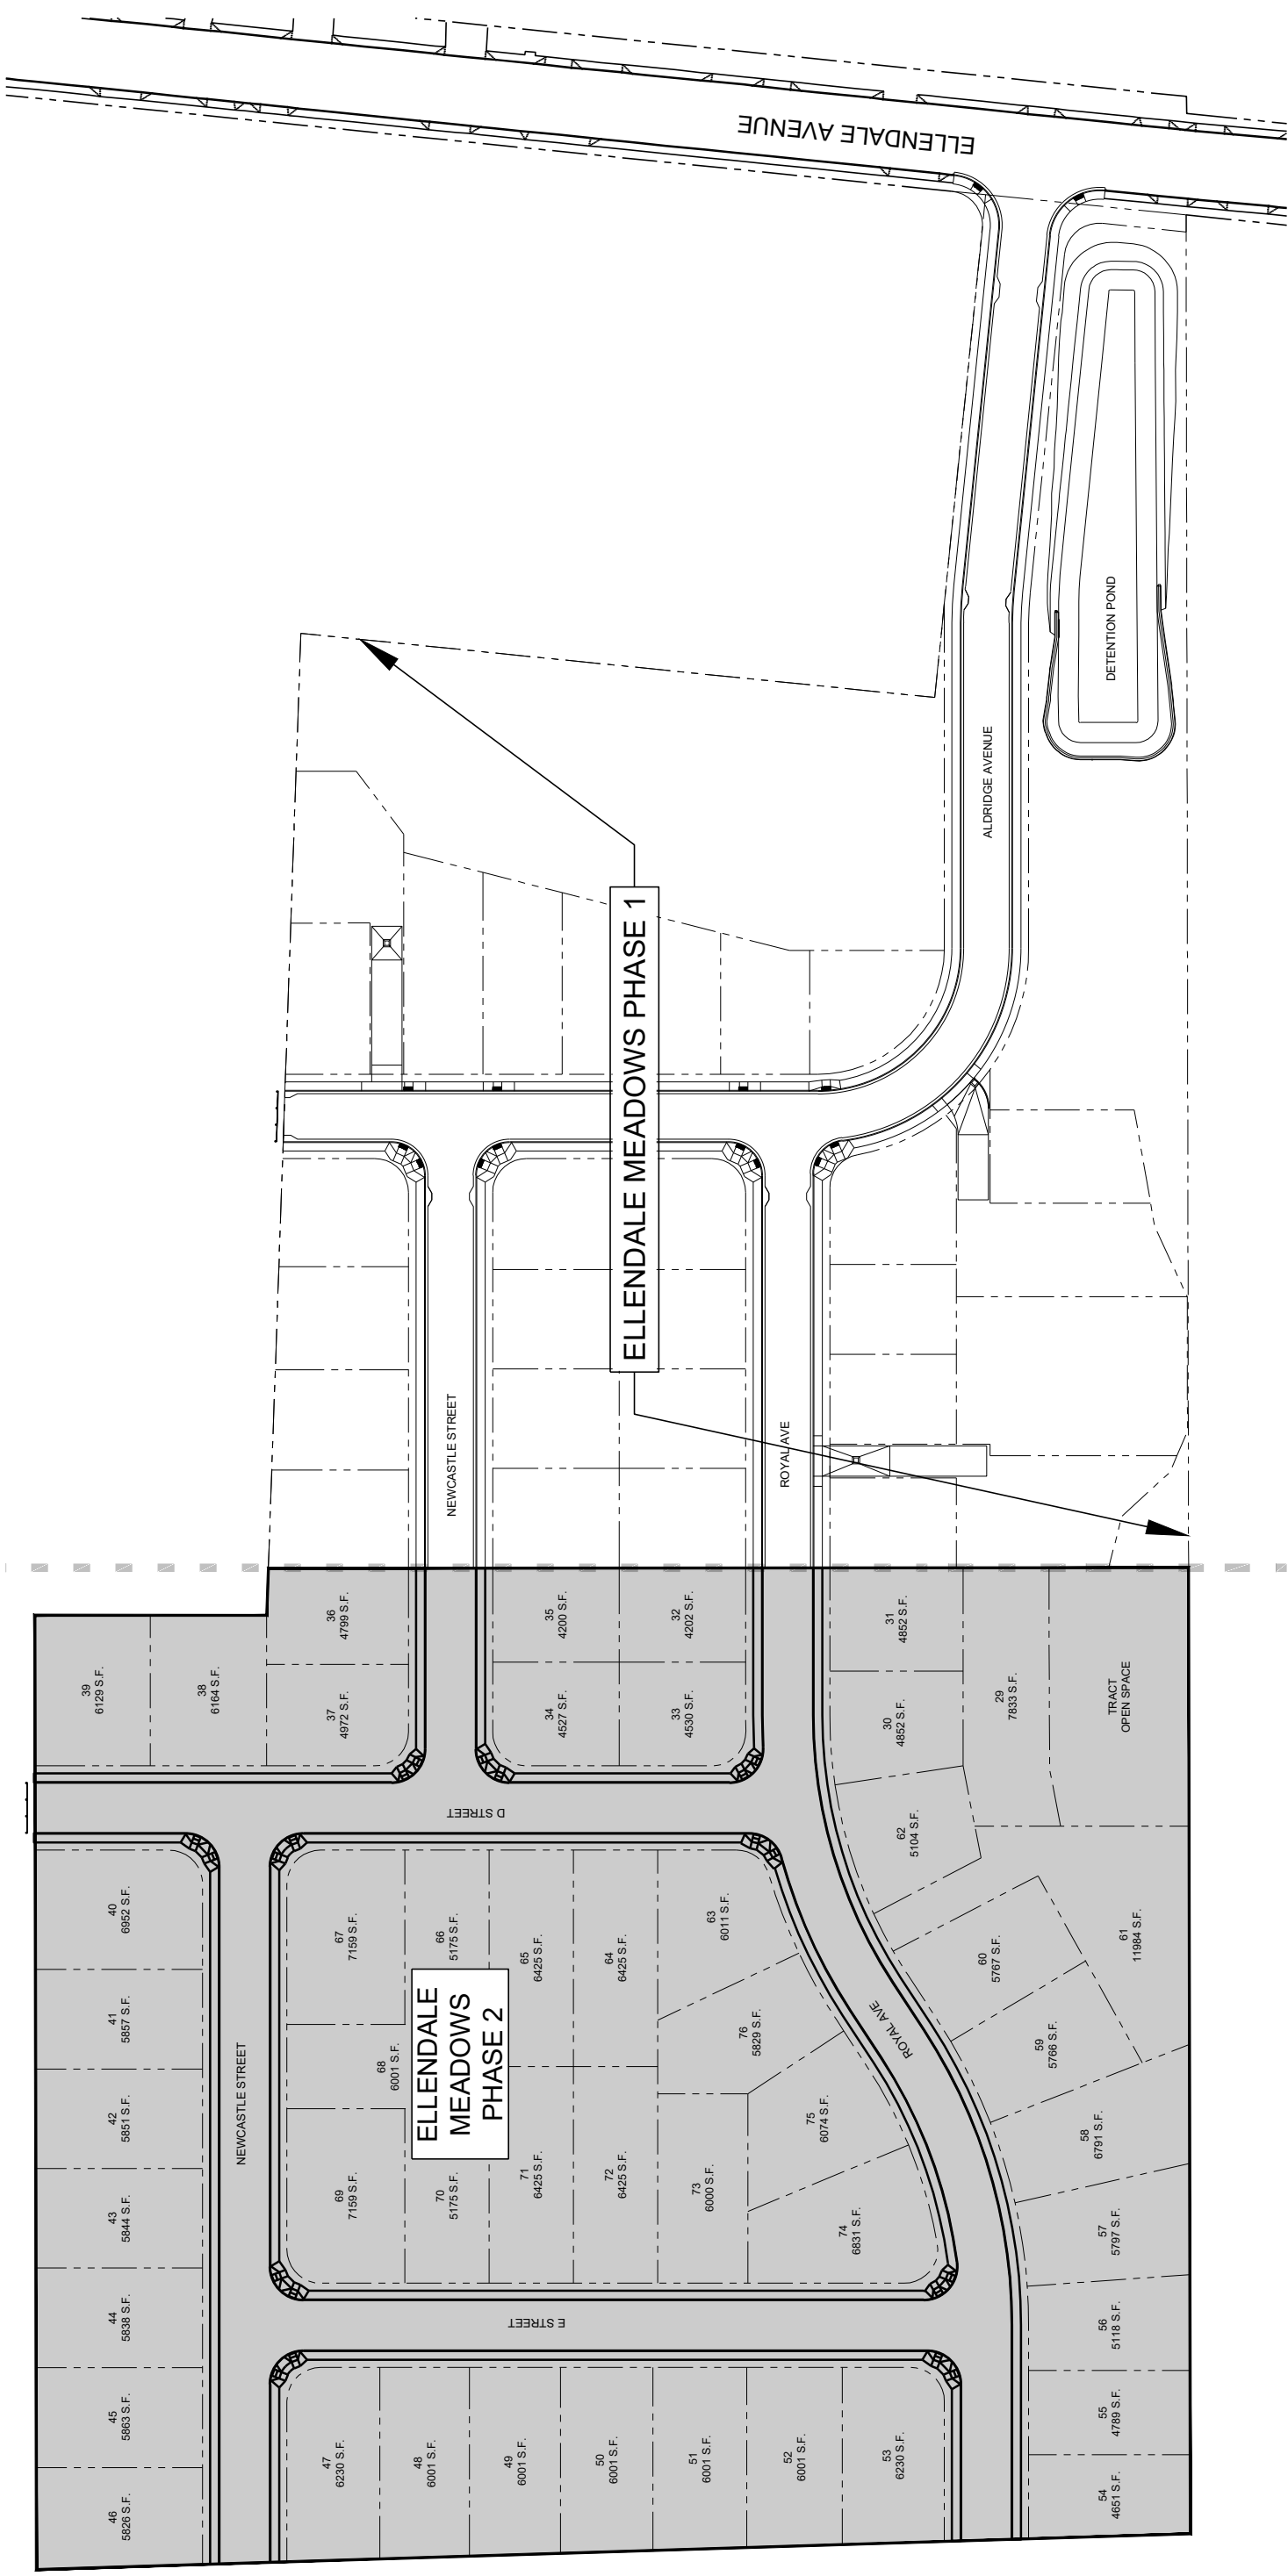 ELLENDALE AVENUE
DETENTION POND
ALDRIDGE AVENUE
ELLENDALE MEADOWS PHASE 1
NEWCASTLE STREET
ROYAL AVE
39
6129 S.F.
38
6164 S.F.
36
4799 S.F.
37
4972 S.F.
35
4200 S.F.
34
4527 S.F.
32
4202 S.F.
33
4530 S.F.
31
4852 S.F.
30
4852 S.F.
29
7833 S.F.
TRACT
OPEN SPACE
D STREET
62
5104 S.F.
40
6952 S.F.
41
5857 S.F.
42
5851 S.F.
43
5844 S.F.
44
5838 S.F.
45
5863 S.F.
46
5826 S.F.
NEWCASTLE STREET
67
7159 S.F.
66
5175 S.F.
65
6425 S.F.
64
6425 S.F.
63
6011 S.F.
68
6001 S.F.
ELLENDALE
MEADOWS
PHASE 2
76
5829 S.F.
ROYAL AVE
60
5767 S.F.
61
11984 S.F.
59
5766 S.F.
69
7159 S.F.
70
5175 S.F.
71
6425 S.F.
72
6425 S.F.
73
6000 S.F.
75
6074 S.F.
74
6831 S.F.
58
6791 S.F.
57
5797 S.F.
56
5118 S.F.
55
4789 S.F.
54
4651 S.F.
E STREET
47
6230 S.F.
48
6001 S.F.
49
6001 S.F.
50
6001 S.F.
51
6001 S.F.
52
6001 S.F.
53
6230 S.F.